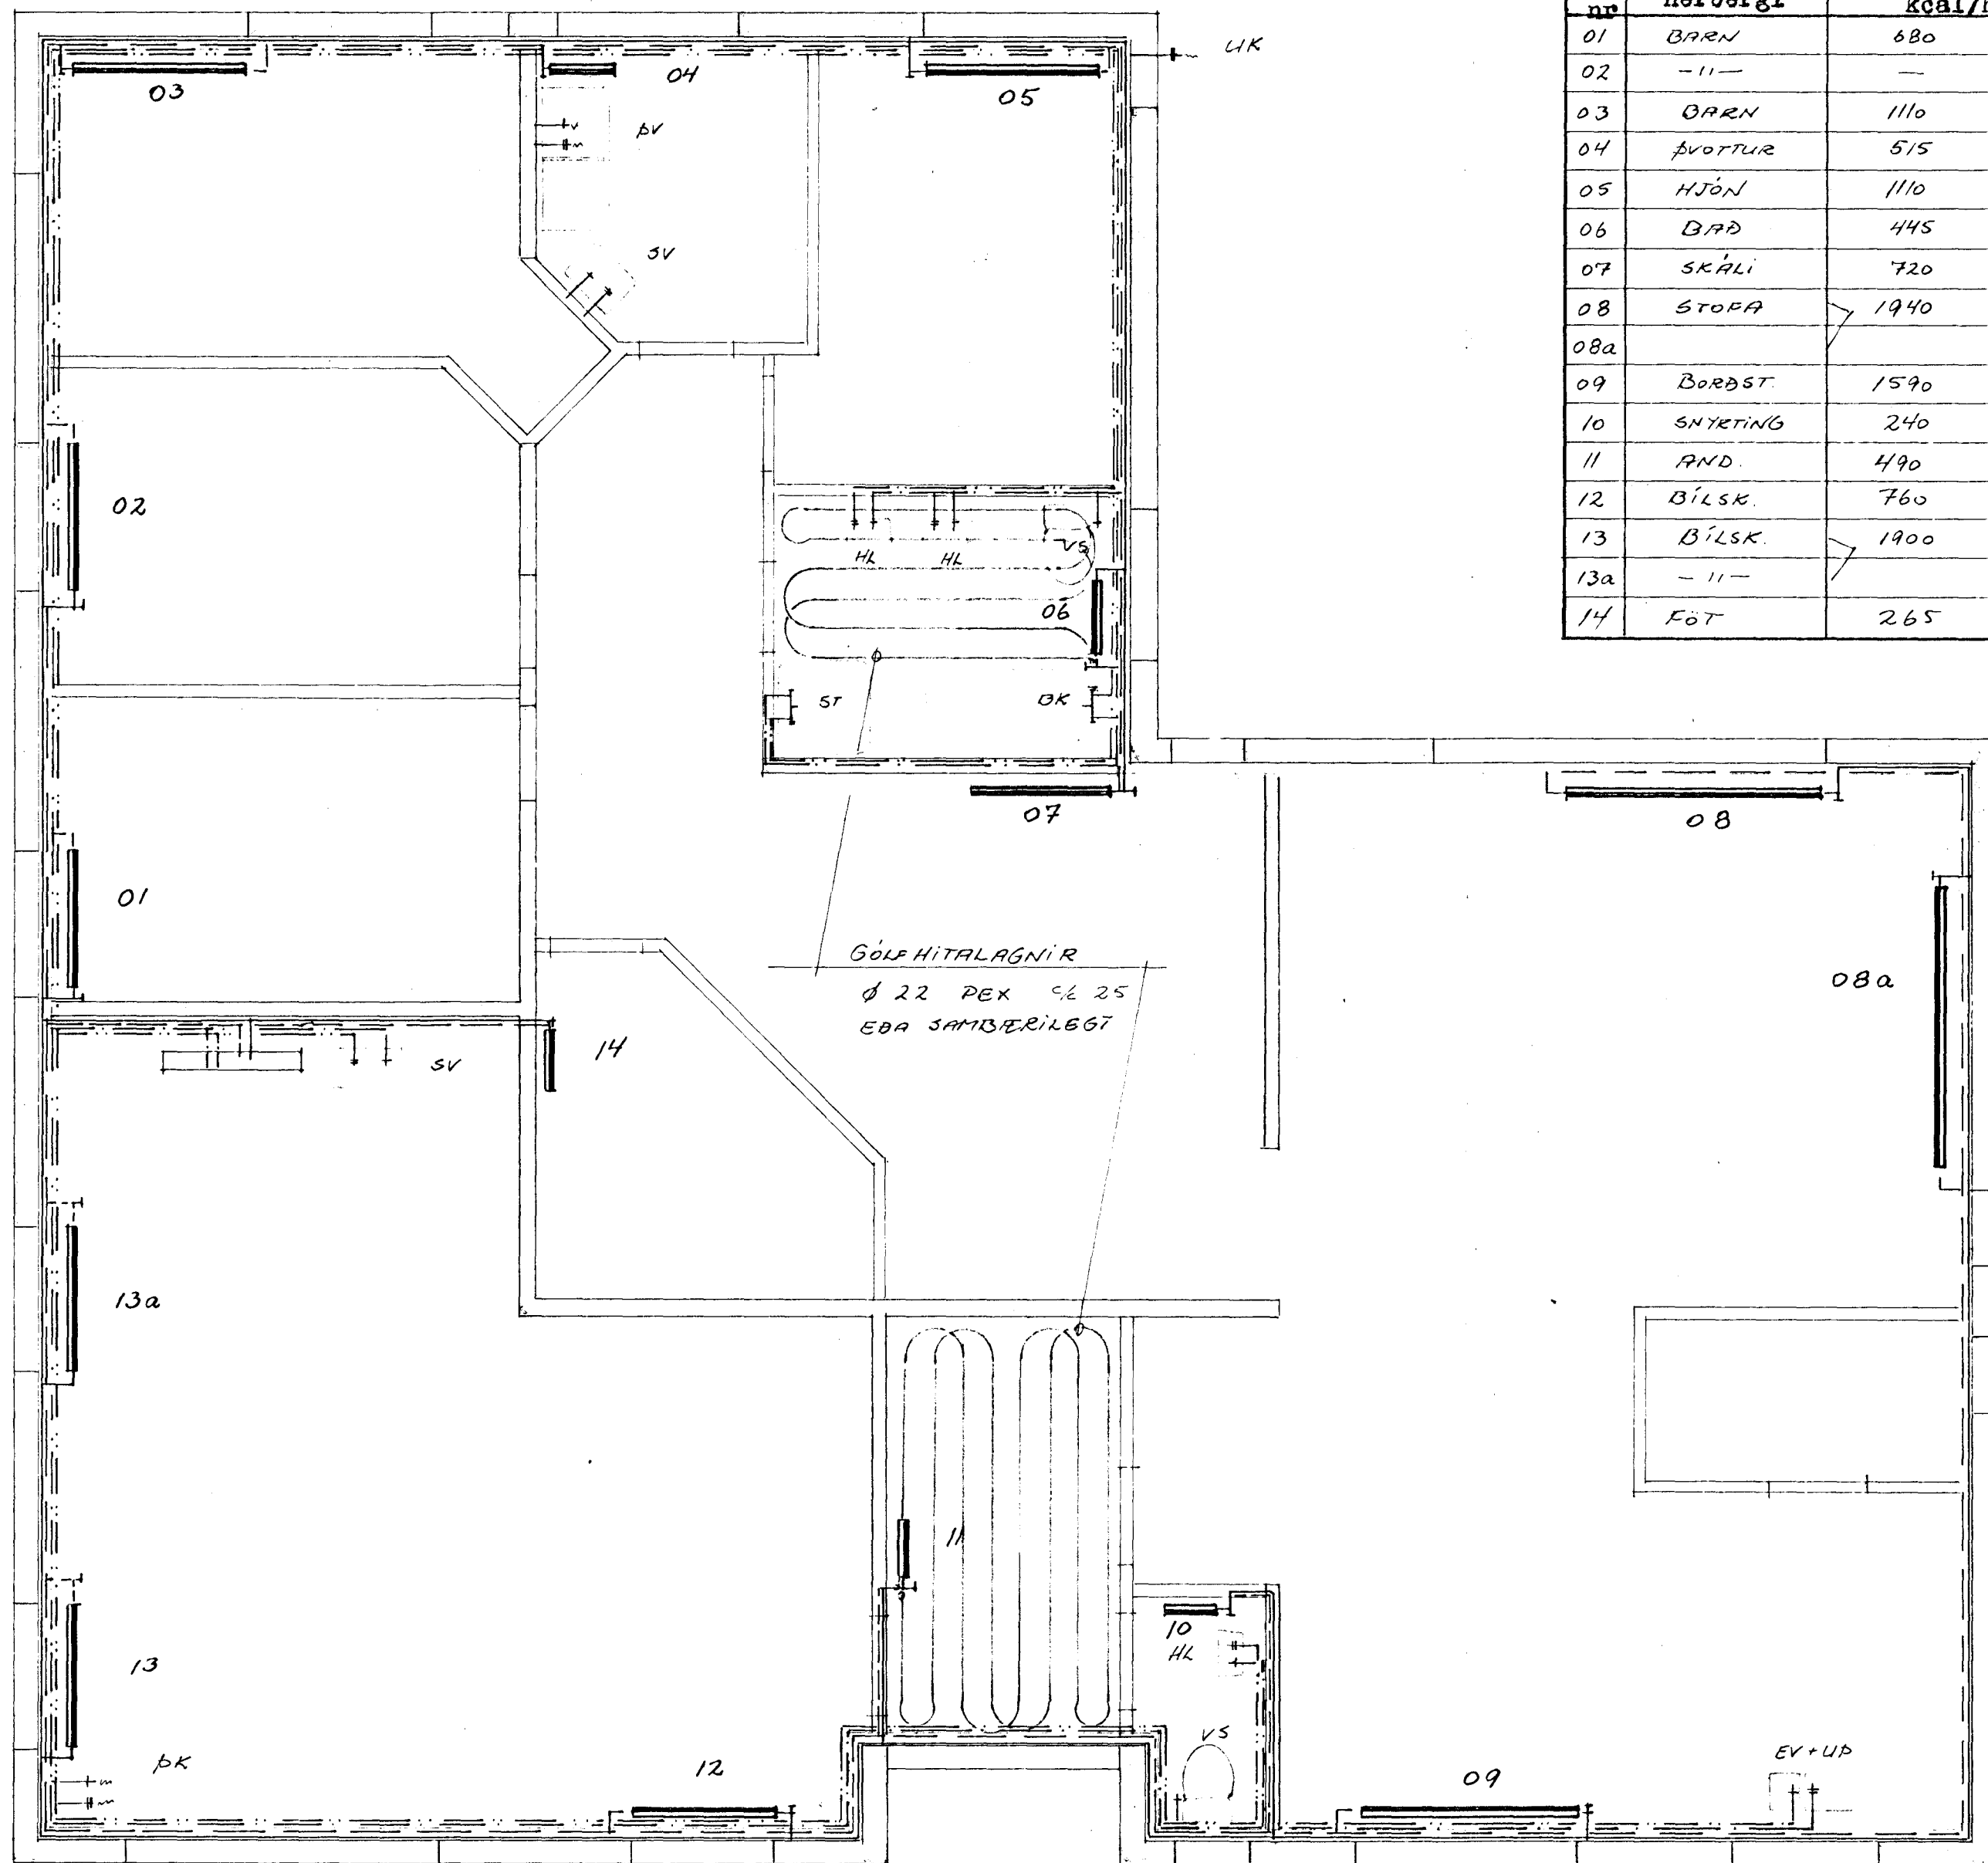 nr herbergi kcal/h
01 BARN 680
02 -11- —
03 BARN 1110
04 ÞVOTTUR 515
05 HJÓN 1110
06 BAÐ 445
07 SKÁLI 720
08 STOFA 1940
08a
09 BORÐST. 1590
10 SNYRTING 240
11 AND. 490
12 BÍLSK. 760
13 BÍLSK. 1900
13a -11-
14 FÖT 265
UK
03
04
05
ÞV
v
SV
02
HL
HL
VS
06
ST
BK
07
08
01
GÓLFHITALAGNIR
Ø 22 PEX C/C 25
EÐA SAMBÆRILEGT
08a
14
SV
13a
11
10
HL
13
VS
ÞK
12
09
EV+UÞ